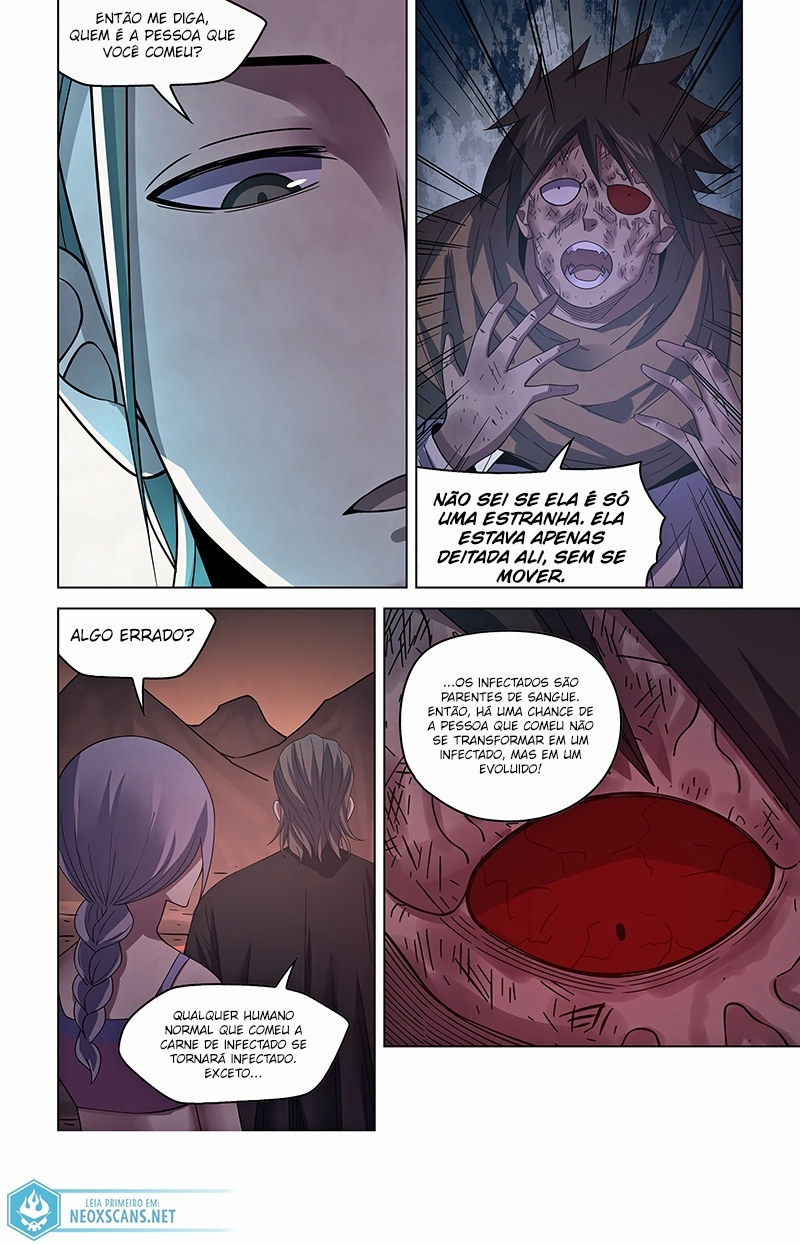 ENTÃO ME DIGA,
QUEM É A PESSOA QUE
VOCÊ COMEU?
NÃO SEI SE ELA É SÓ
UMA ESTRANHA. ELA
ESTAVA APENAS
DEITADA ALI, SEM SE
MOVER.
ALGO ERRADO?
QUALQUER HUMANO
NORMAL QUE COMEU A
CARNE DE INFECTADO SE
TORNARÁ INFECTADO.
EXCETO...
...OS INFECTADOS SÃO
PARENTES DE SANGUE.
ENTÃO, HÁ UMA CHANCE DE
A PESSOA QUE COMEU NÃO
SE TRANSFORMAR EM UM
INFECTADO, MAS EM UM
EVOLUIDO!
LEIA PRIMEIRO EM:
NEOXSCANS.NET